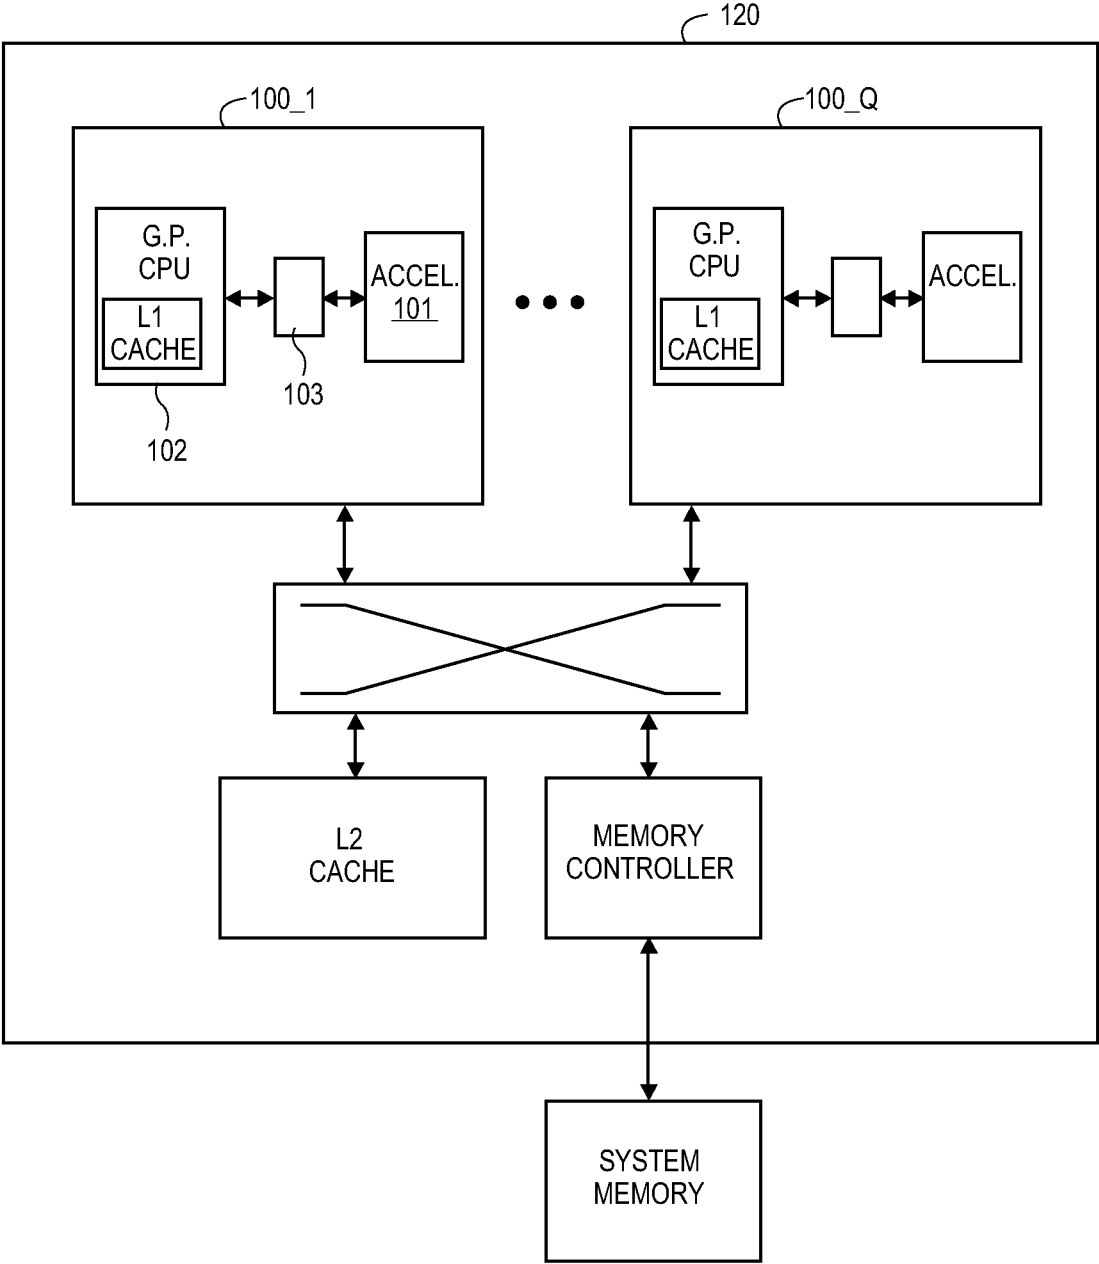 120
100_1
100_Q
G.P.
CPU
L1
CACHE
ACCEL.
101
103
102
G.P.
CPU
L1
CACHE
ACCEL.
L2
CACHE
MEMORY
CONTROLLER
SYSTEM
MEMORY